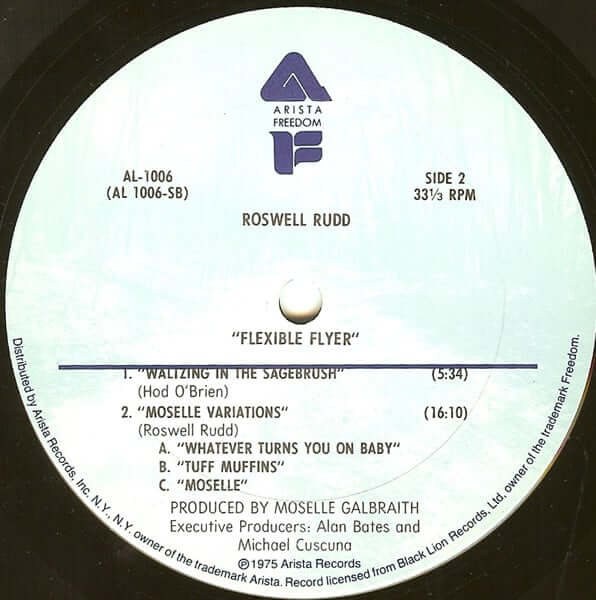 ARISTA
FREEDOM
AL-1006
(AL 1006-SB)
SIDE 2
33⅓ RPM
ROSWELL RUDD
"FLEXIBLE FLYER"
1. "WALTZING IN THE SAGEBRUSH" (5:34)
(Hod O'Brien)
2. "MOSELLE VARIATIONS" (16:10)
(Roswell Rudd)
A. "WHATEVER TURNS YOU ON BABY"
B. "TUFF MUFFINS"
C. "MOSELLE"
PRODUCED BY MOSELLE GALBRAITH
Executive Producers: Alan Bates and
Michael Cuscuna
℗1975 Arista Records
Distributed by Arista Records, Inc. N.Y., N.Y. owner of the trademark Arista. Record licensed from Black Lion Records, Ltd. owner of the trademark Freedom.